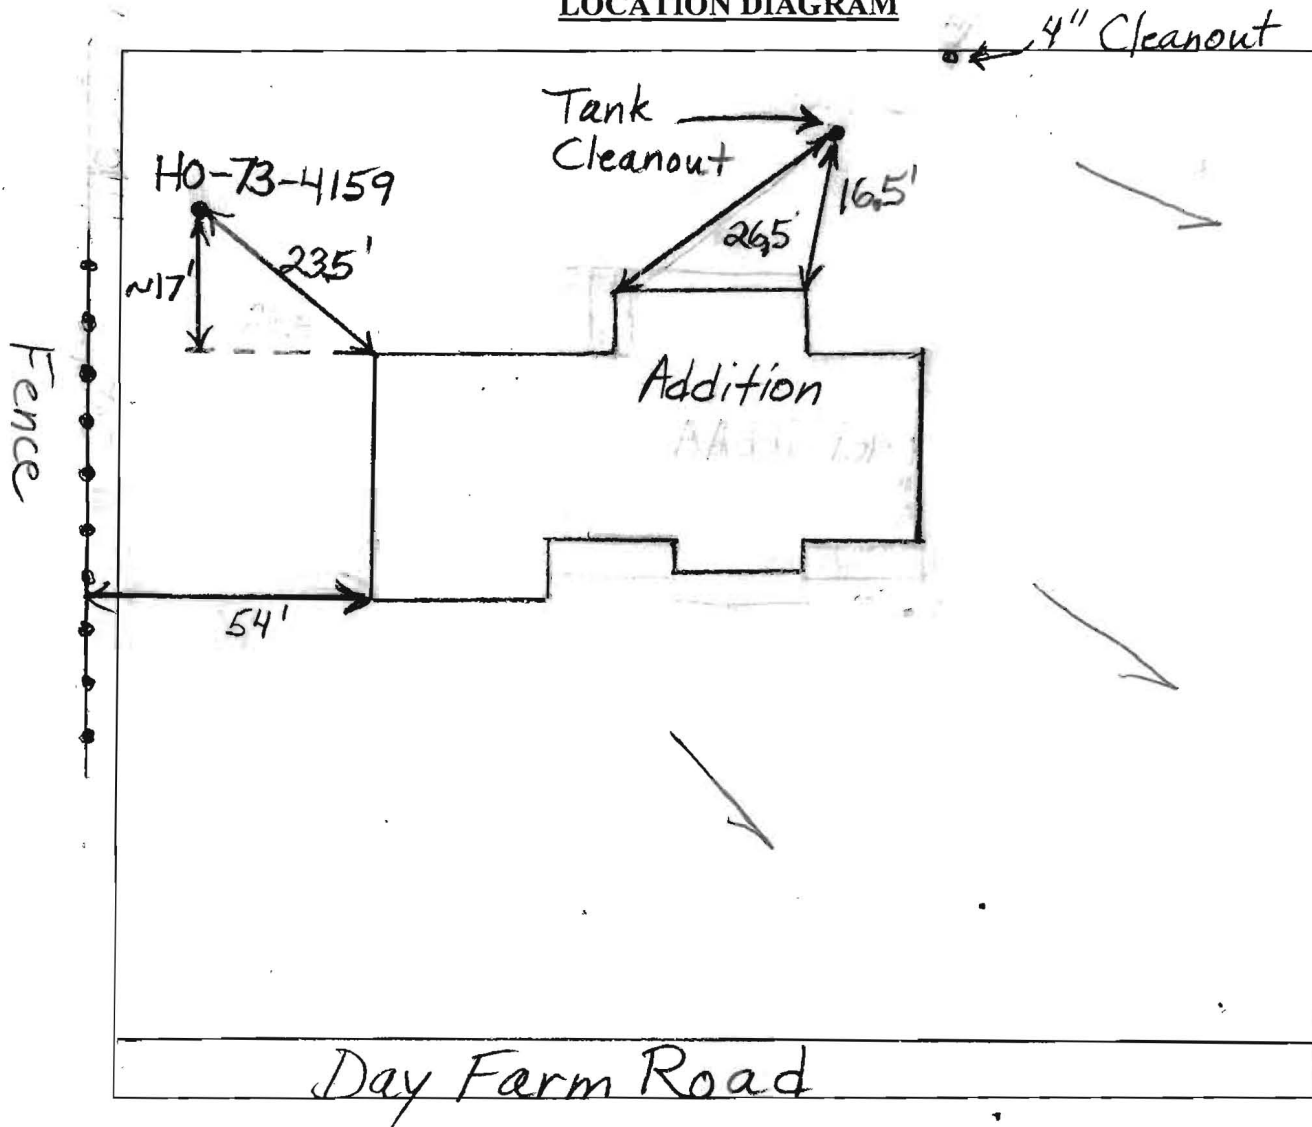 LOCATION DIAGRAM
4" Cleanout
Tank
Cleanout
HO-73-4159
16.5'
26.5'
23.5'
~17'
Fence
Addition
54'
Day Farm Road